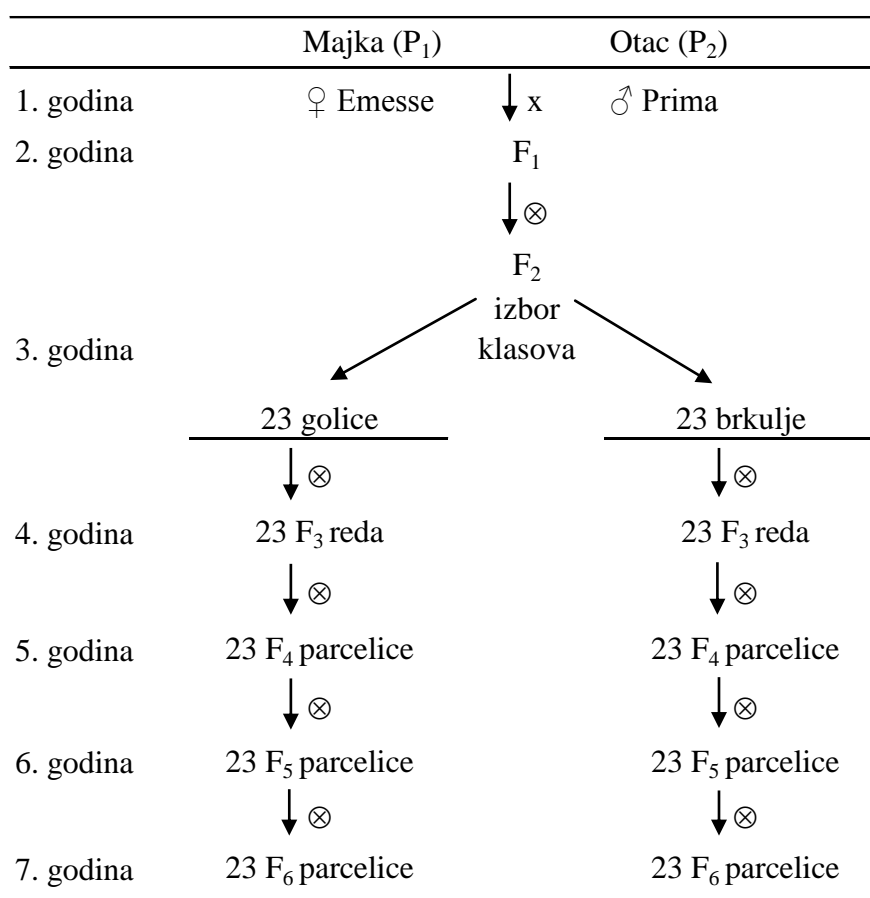 Majka (P₁) Otac (P₂)
1. godina ♀ Emesse x ♂ Prima
2. godina F₁
⊗
F₂
izbor
3. godina klasova
23 golice 23 brkulje
⊗ ⊗
4. godina 23 F₃ reda 23 F₃ reda
⊗ ⊗
5. godina 23 F₄ parcelice 23 F₄ parcelice
⊗ ⊗
6. godina 23 F₅ parcelice 23 F₅ parcelice
⊗ ⊗
7. godina 23 F₆ parcelice 23 F₆ parcelice